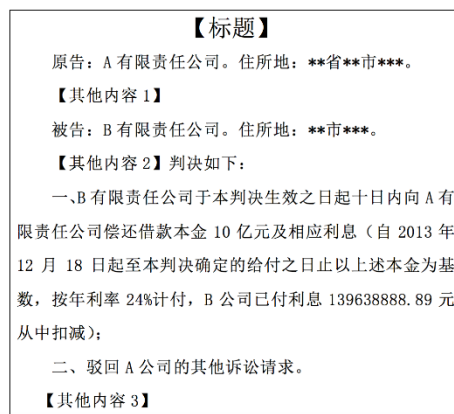 【标题】
原告：A 有限责任公司。住所地：**省**市***。
【其他内容 1】
被告：B 有限责任公司。住所地：**市***。
【其他内容 2】判决如下：
一、B 有限责任公司于本判决生效之日起十日内向 A 有
限责任公司偿还借款本金 10 亿元及相应利息（自 2013 年
12 月 18 日起至本判决确定的给付之日止以上述本金为基
数，按年利率 24%计付，B 公司已付利息 139638888.89 元
从中扣减）；
二、驳回 A 公司的其他诉讼请求。
【其他内容 3】